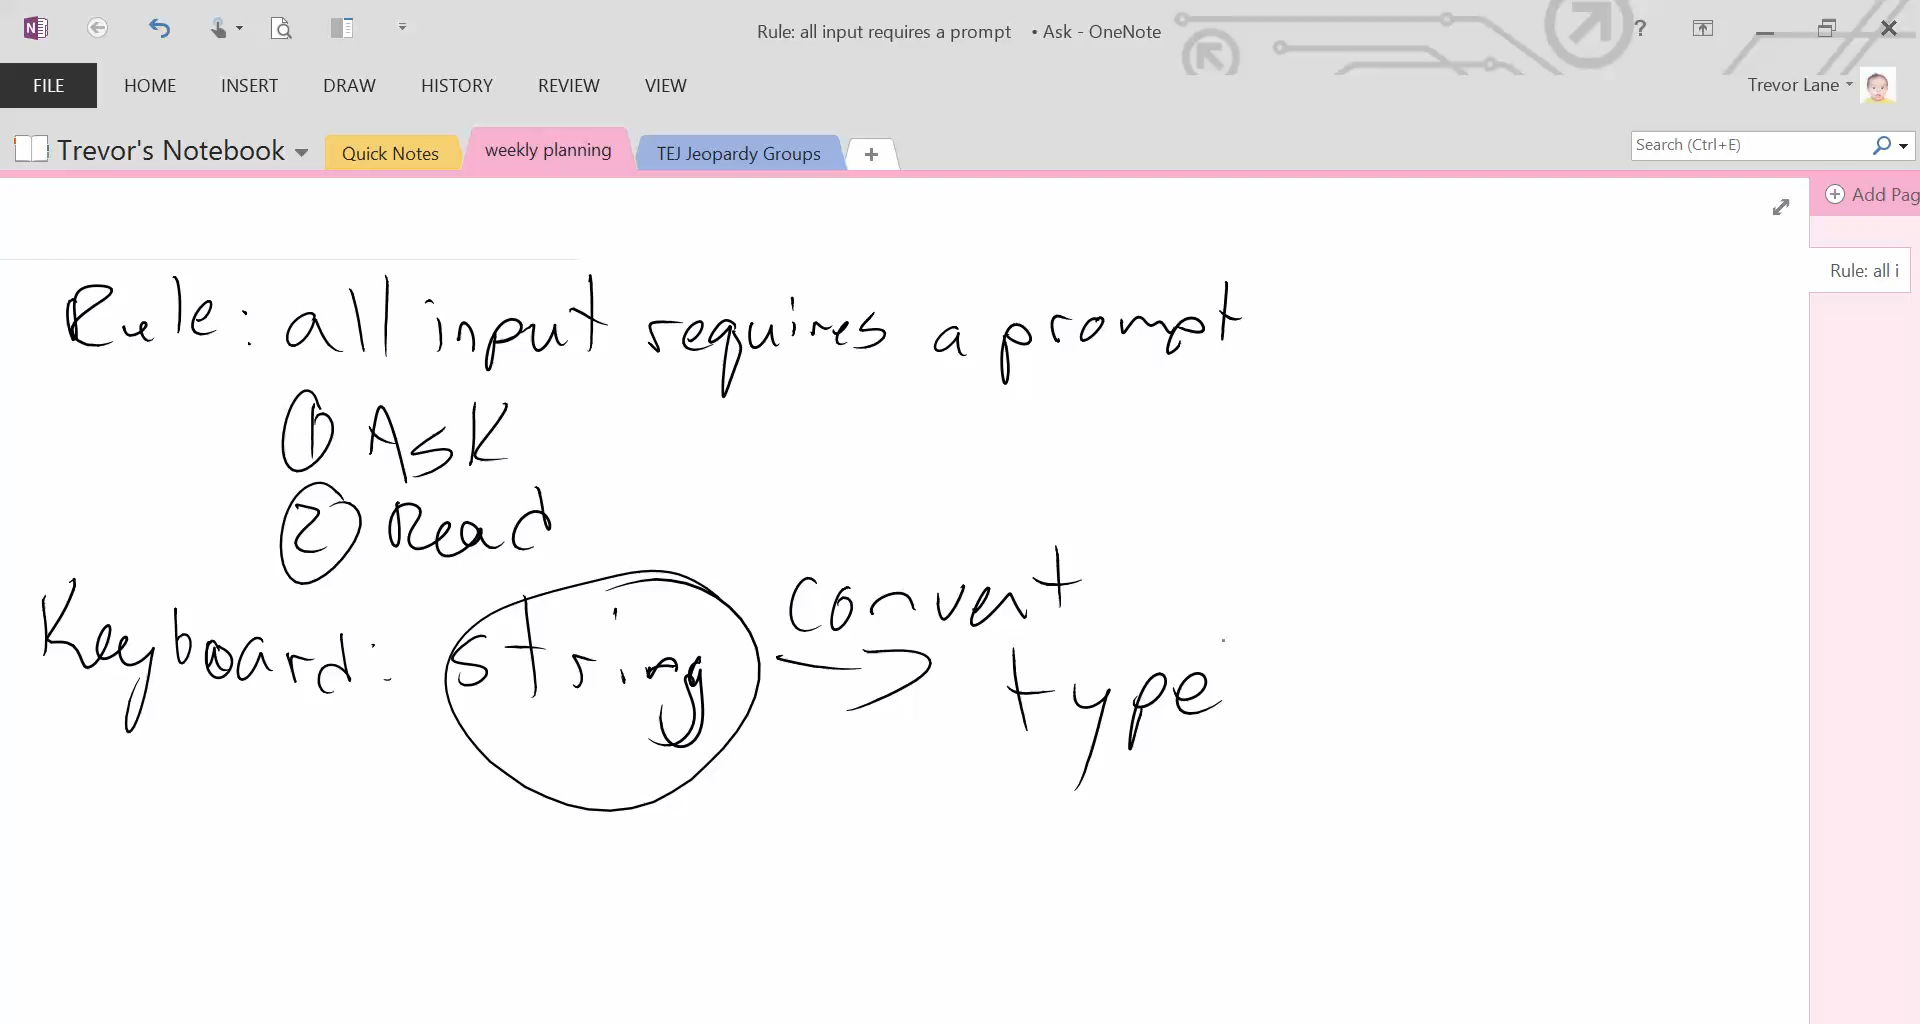 Rule: all input requires a prompt • Ask - OneNote
?
FILE HOME INSERT DRAW HISTORY REVIEW VIEW
Trevor Lane
Trevor's Notebook Quick Notes weekly planning TEJ Jeopardy Groups +
Search (Ctrl+E)
Add Pag
Rule: all i
Rule: all input requires a prompt
1 Ask
2 Read
Keyboard: string convert
type